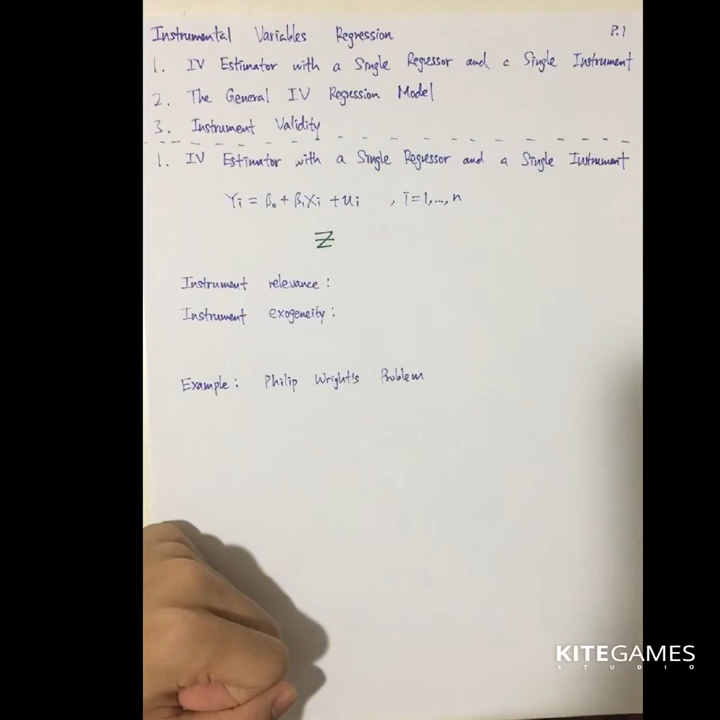 Instrumental Variables Regression P.1
1. IV Estimator with a Single Regressor and a Single Instrument
2. The General IV Regression Model
3. Instrument Validity
1. IV Estimator with a Single Regressor and a Single Instrument
Yi = β₀ + β₁Xi + ui , i=1,...,n
Z
Instrument relevance:
Instrument exogeneity:
Example: Philip Wright's Problem
KITEGAMES
STUDIO